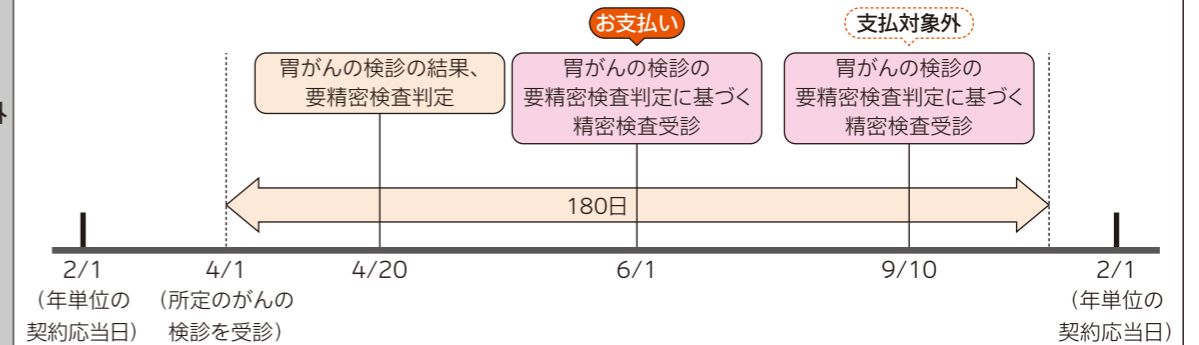 お支払い
支払対象外
胃がんの検診の結果、
要精密検査判定
胃がんの検診の
要精密検査判定に基づく
精密検査受診
胃がんの検診の
要精密検査判定に基づく
精密検査受診
180日
2/1
(年単位の
契約応当日)
4/1
(所定のがんの
検診を受診)
4/20
6/1
9/10
2/1
(年単位の
契約応当日)